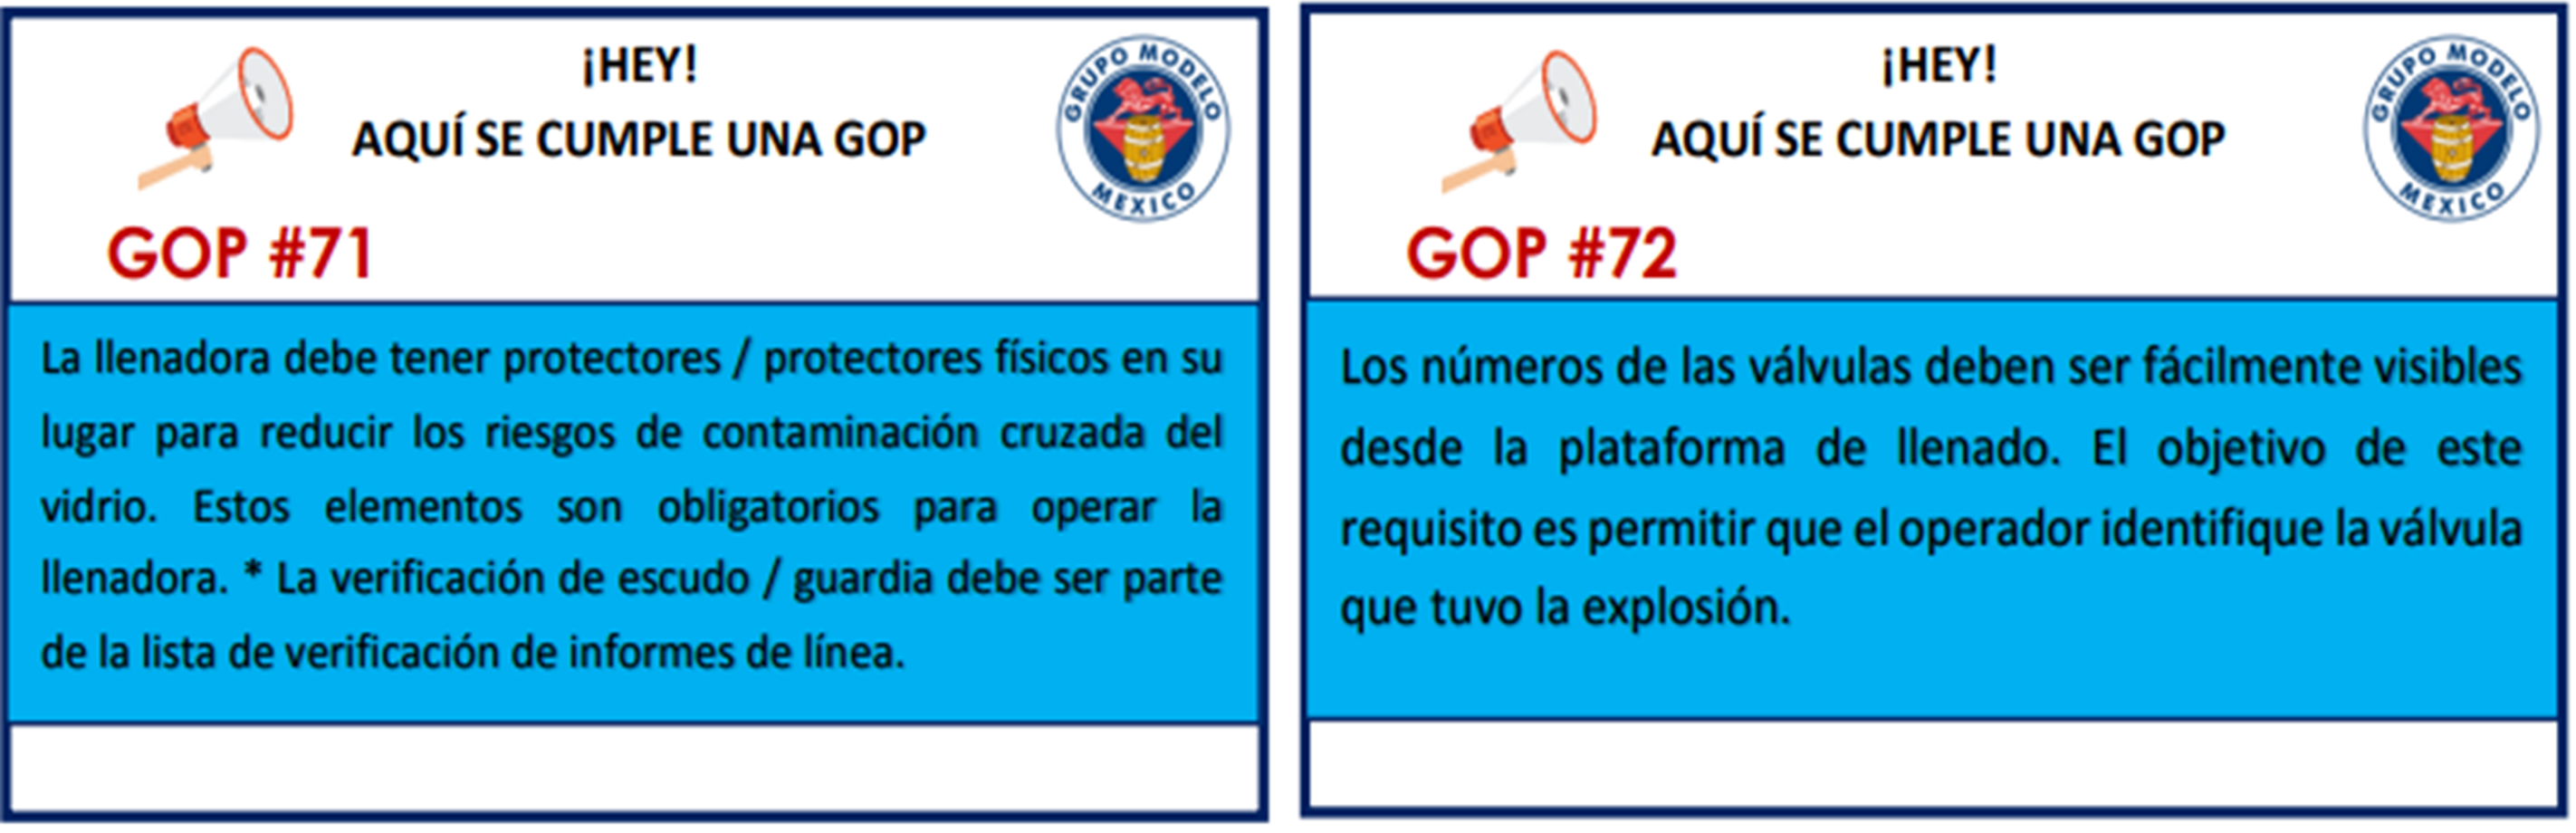 ¡HEY!
AQUÍ SE CUMPLE UNA GOP
GRUPO MODELO
MEXICO
GOP #71
La llenadora debe tener protectores / protectores físicos en su
lugar para reducir los riesgos de contaminación cruzada del
vidrio. Estos elementos son obligatorios para operar la
llenadora. * La verificación de escudo / guardia debe ser parte
de la lista de verificación de informes de línea.
¡HEY!
AQUÍ SE CUMPLE UNA GOP
GRUPO MODELO
MEXICO
GOP #72
Los números de las válvulas deben ser fácilmente visibles
desde la plataforma de llenado. El objetivo de este
requisito es permitir que el operador identifique la válvula
que tuvo la explosión.